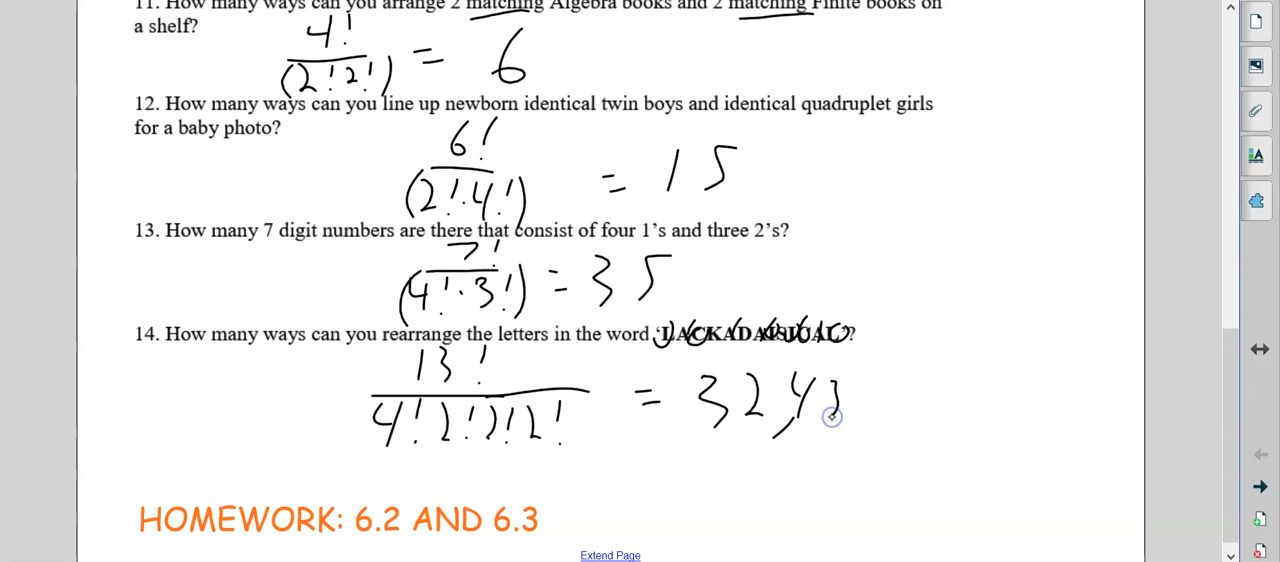 11. How many ways can you arrange 2 matching Algebra books and 2 matching Finite books on
a shelf?
4!
(2!2!) = 6
12. How many ways can you line up newborn identical twin boys and identical quadruplet girls
for a baby photo?
6!
(2!·4!) = 15
13. How many 7 digit numbers are there that consist of four 1's and three 2's?
7!
(4!·3!) = 35
14. How many ways can you rearrange the letters in the word 'LACKADAISICAL'?
13!
4!2!2!2! = 32,4
HOMEWORK: 6.2 AND 6.3
Extend Page